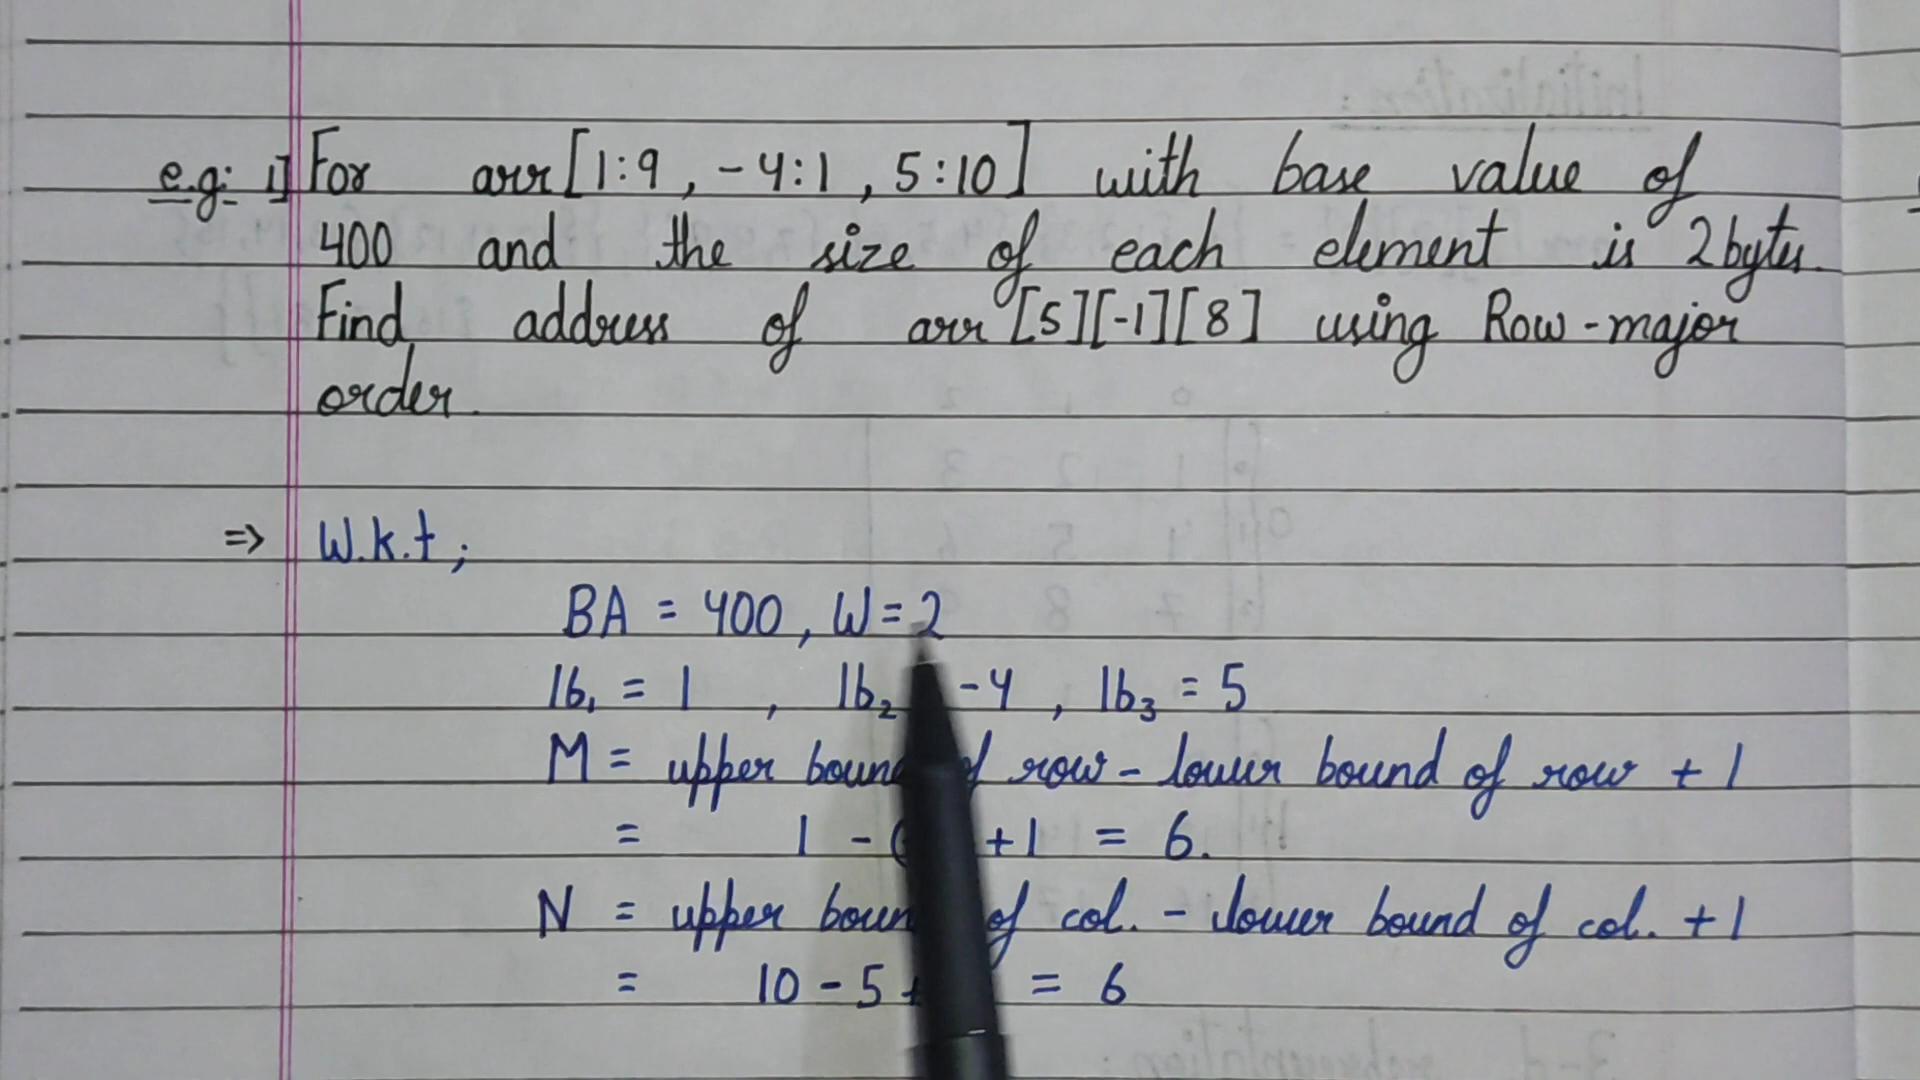 e.g: 1] For arr[1:9, -4:1, 5:10] with base value of
400 and the size of each element is 2 bytes.
Find address of arr[5][-1][8] using Row-major
order.
=> W.k.t;
BA = 400, W = 2
lb₁ = 1, lb₂ -4, lb₃ = 5
M = upper bound of row - lower bound of row + 1
= 1 - ( +1 = 6.
N = upper bound of col. - lower bound of col. + 1
= 10 - 5 + = 6
Initialization: